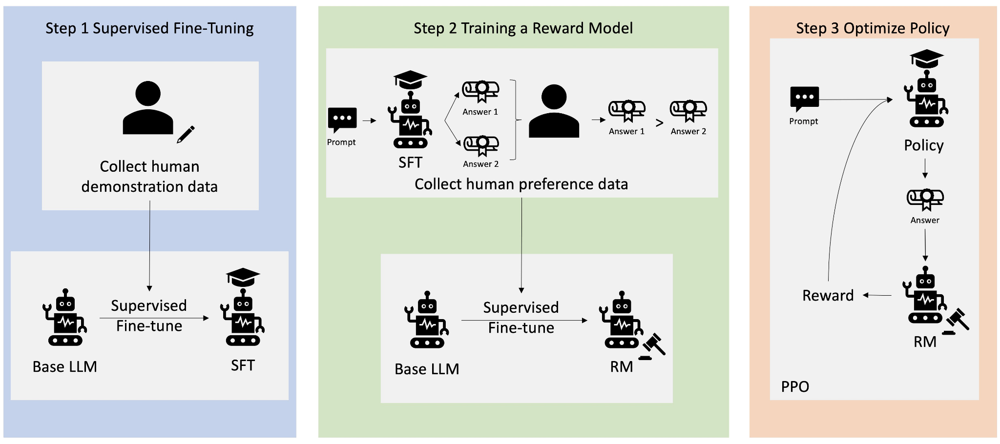 Step 1 Supervised Fine-Tuning
Collect human
demonstration data
Supervised
Fine-tune
Base LLM
SFT
Step 2 Training a Reward Model
Prompt
SFT
Answer 1
Answer 2
Answer 1
>
Answer 2
Collect human preference data
Supervised
Fine-tune
Base LLM
RM
Step 3 Optimize Policy
Prompt
Policy
Answer
Reward
RM
PPO